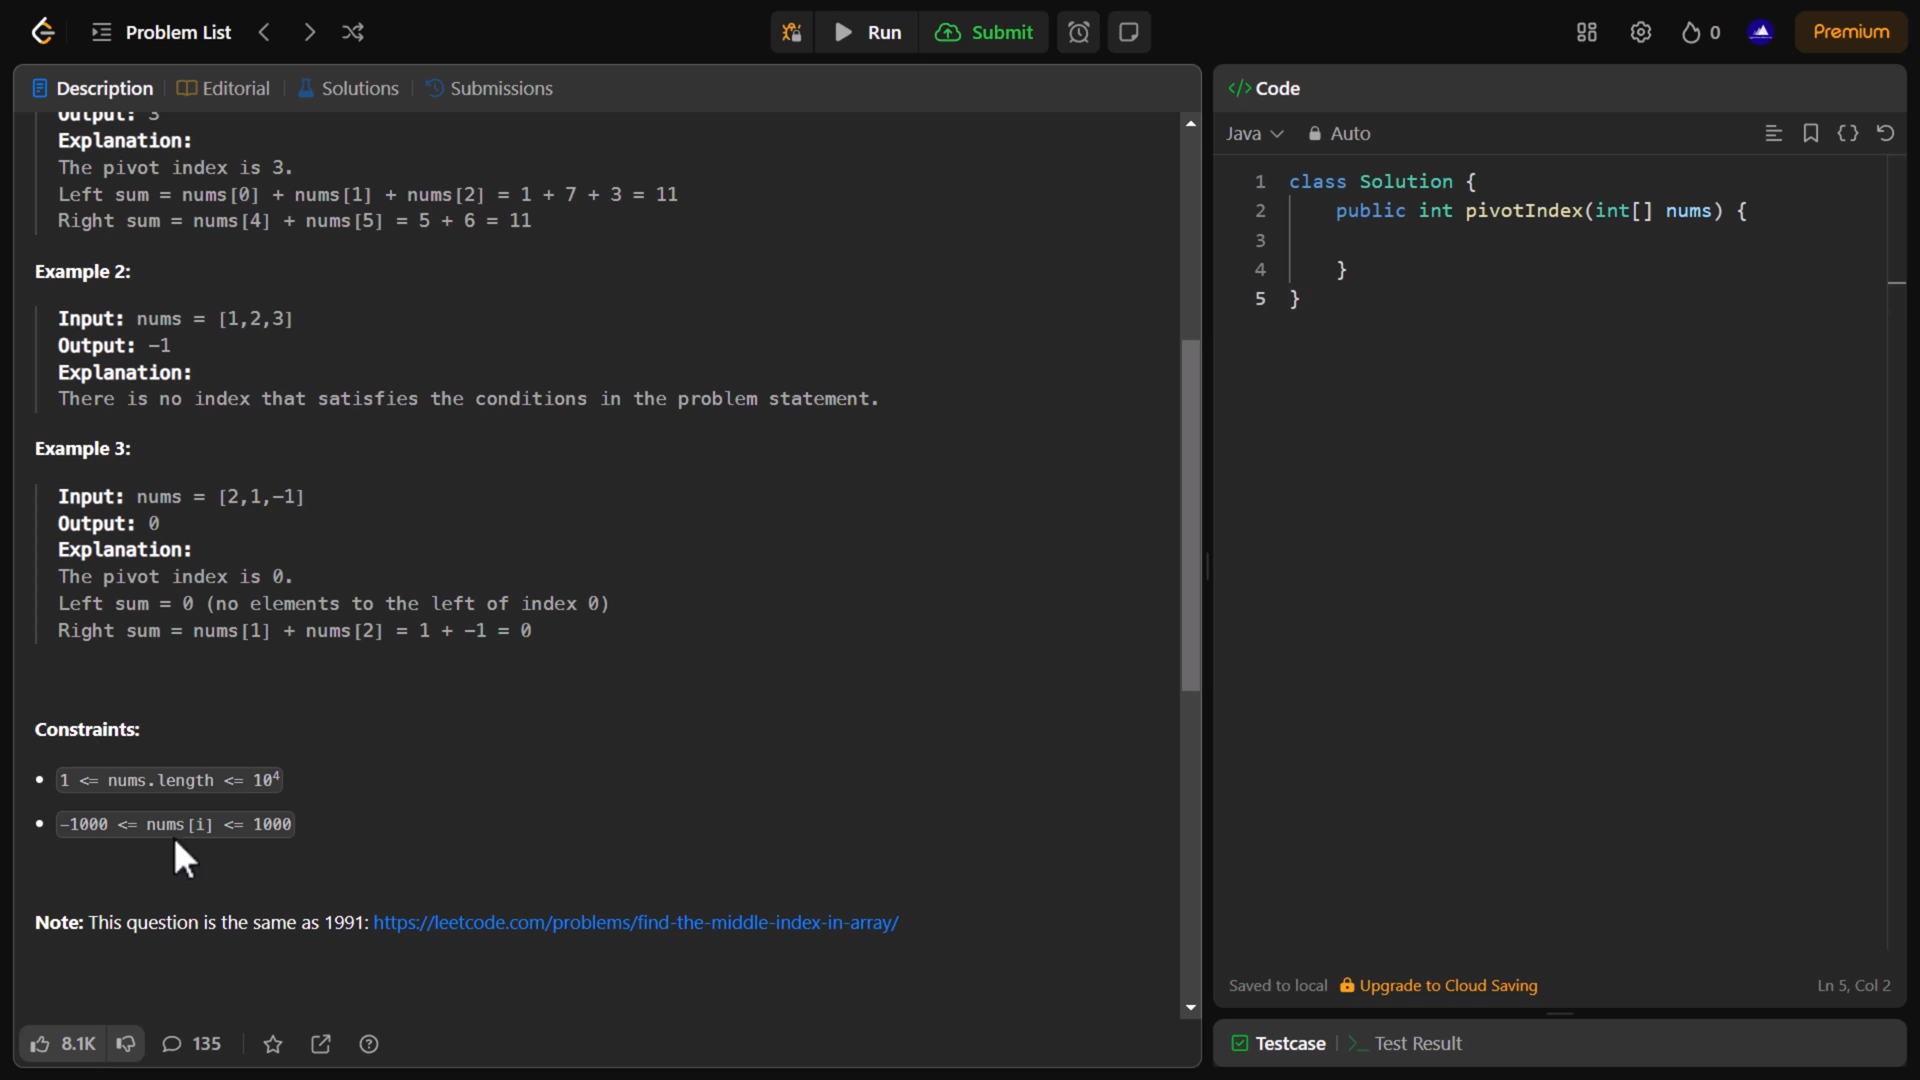 Problem List
Run
Submit
0
Premium
Description
Editorial
Solutions
Submissions
Output: 3
Explanation:
The pivot index is 3.
Left sum = nums[0] + nums[1] + nums[2] = 1 + 7 + 3 = 11
Right sum = nums[4] + nums[5] = 5 + 6 = 11
Example 2:
Input: nums = [1,2,3]
Output: -1
Explanation:
There is no index that satisfies the conditions in the problem statement.
Example 3:
Input: nums = [2,1,-1]
Output: 0
Explanation:
The pivot index is 0.
Left sum = 0 (no elements to the left of index 0)
Right sum = nums[1] + nums[2] = 1 + -1 = 0
Constraints:
• 1 <= nums.length <= 10⁴
• -1000 <= nums[i] <= 1000
Note: This question is the same as 1991: https://leetcode.com/problems/find-the-middle-index-in-array/
8.1K
135
</> Code
Java
Auto
1 class Solution {
2 public int pivotIndex(int[] nums) {
3
4 }
5 }
Saved to local
Upgrade to Cloud Saving
Ln 5, Col 2
Testcase
Test Result